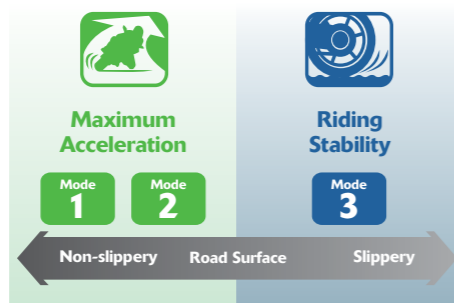 Maximum
Acceleration
Riding
Stability
Mode
1
Mode
2
Mode
3
Non-slippery Road Surface Slippery